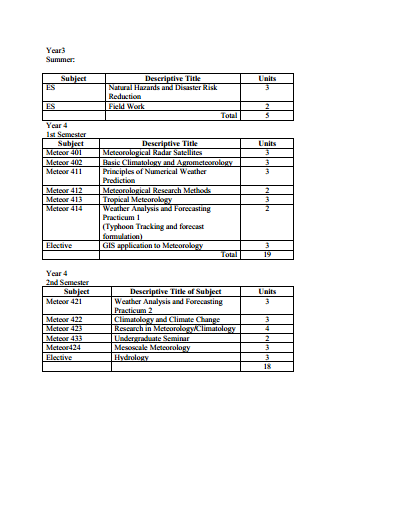 Year3
Summer:
Subject Descriptive Title Units
ES Natural Hazards and Disaster Risk 3
Reduction
ES Field Work 2
Total 5
Year 4
1st Semester
Subject Descriptive Title Units
Meteor 401 Meteorological Radar Satellites 3
Meteor 402 Basic Climatology and Agrometeorology 3
Meteor 411 Principles of Numerical Weather 3
Prediction
Meteor 412 Meteorological Research Methods 2
Meteor 413 Tropical Meteorology 3
Meteor 414 Weather Analysis and Forecasting 2
Practicum 1
(Typhoon Tracking and forecast
formulation)
Elective GIS application to Meteorology 3
Total 19
Year 4
2nd Semester
Subject Descriptive Title of Subject Units
Meteor 421 Weather Analysis and Forecasting 3
Practicum 2
Meteor 422 Climatology and Climate Change 3
Meteor 423 Research in Meteorology/Climatology 4
Meteor 433 Undergraduate Seminar 2
Meteor424 Mesoscale Meteorology 3
Elective Hydrology 3
18